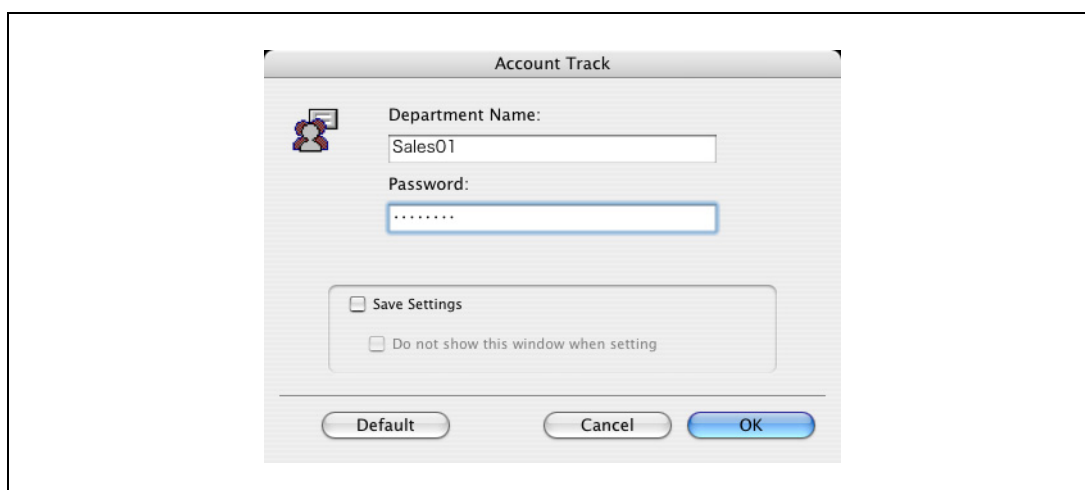 Account Track
Department Name:
Sales01
Password:
········
Save Settings
Do not show this window when setting
Default Cancel OK